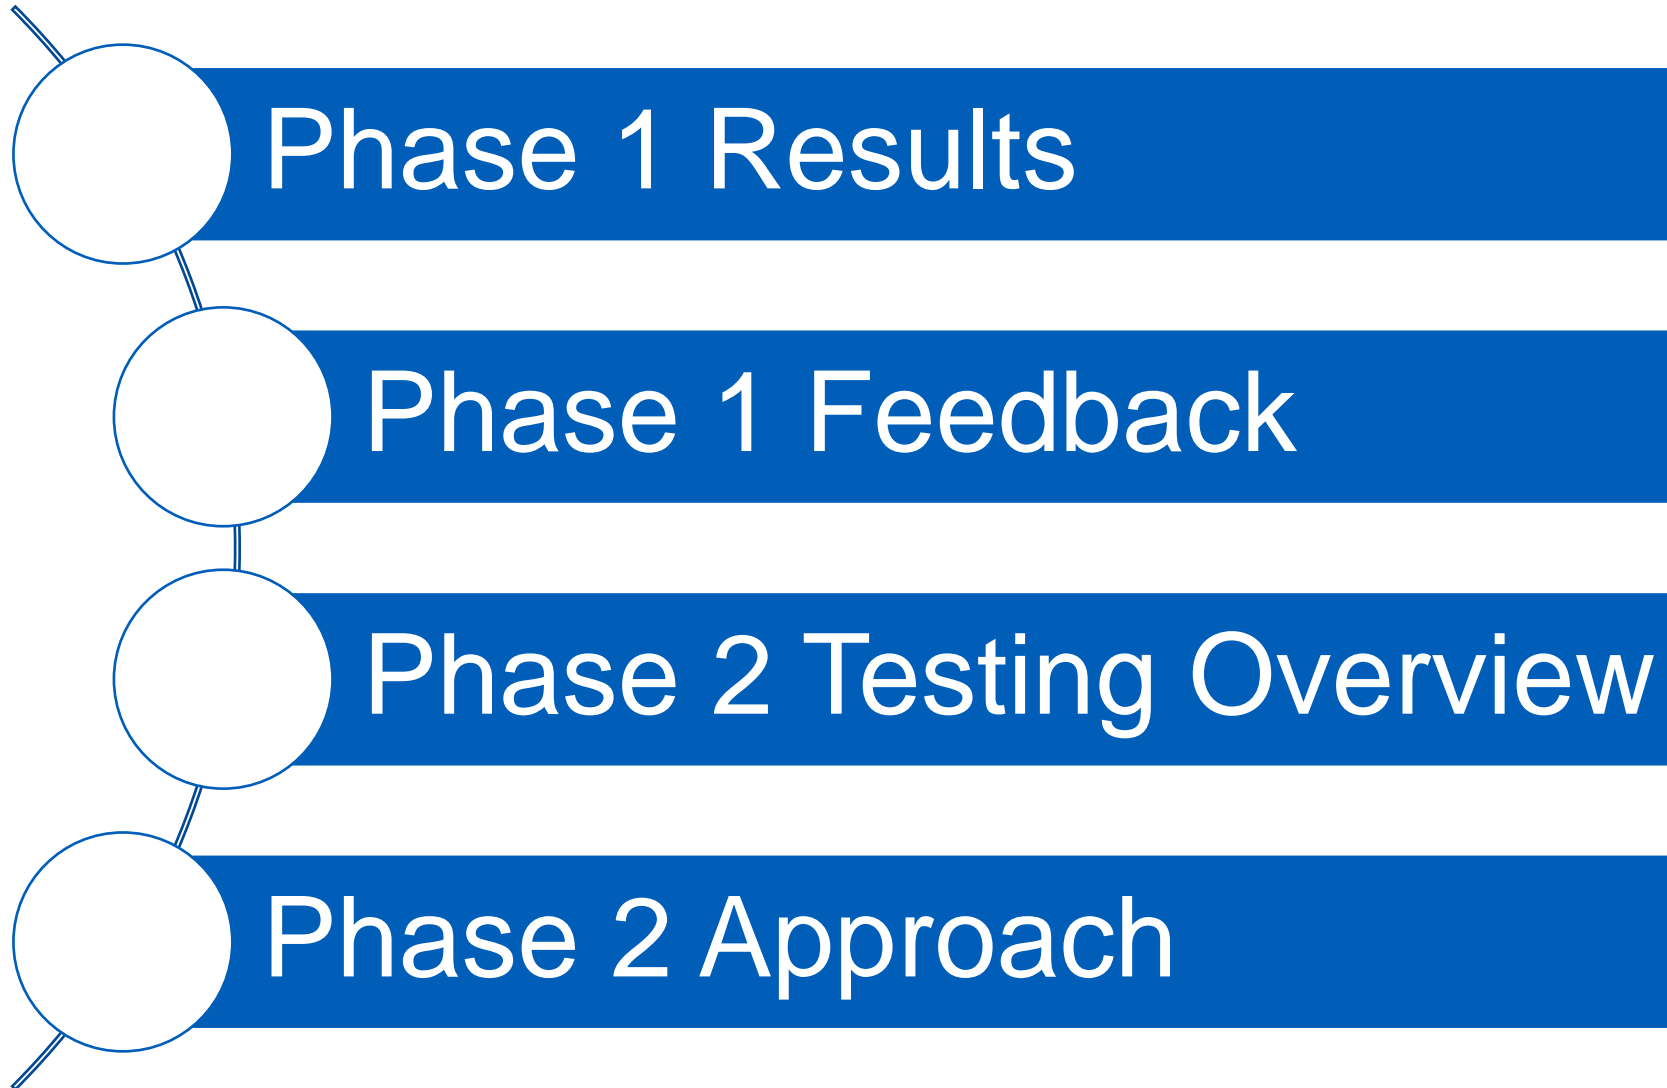 Phase 1 Results
Phase 1 Feedback
Phase 2 Testing Overview
Phase 2 Approach